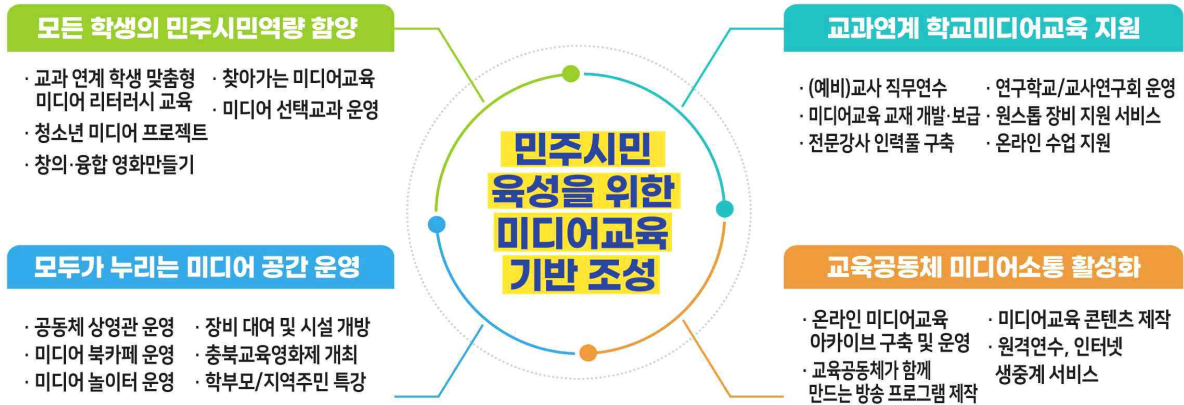 모든 학생의 민주시민역량 함양
· 교과 연계 학생 맞춤형
미디어 리터러시 교육
· 청소년 미디어 프로젝트
· 창의·융합 영화만들기
· 찾아가는 미디어교육
· 미디어 선택교과 운영
교과연계 학교미디어교육 지원
· (예비)교사 직무연수
· 미디어교육 교재 개발·보급
· 전문강사 인력풀 구축
· 연구학교/교사연구회 운영
· 원스톱 장비 지원 서비스
· 온라인 수업 지원
민주시민
육성을 위한
미디어교육
기반 조성
모두가 누리는 미디어 공간 운영
· 공동체 상영관 운영
· 미디어 북카페 운영
· 미디어 놀이터 운영
· 장비 대여 및 시설 개방
· 충북교육영화제 개최
· 학부모/지역주민 특강
교육공동체 미디어소통 활성화
· 온라인 미디어교육
아카이브 구축 및 운영
· 교육공동체가 함께
만드는 방송 프로그램 제작
· 미디어교육 콘텐츠 제작
· 원격연수, 인터넷
생중계 서비스